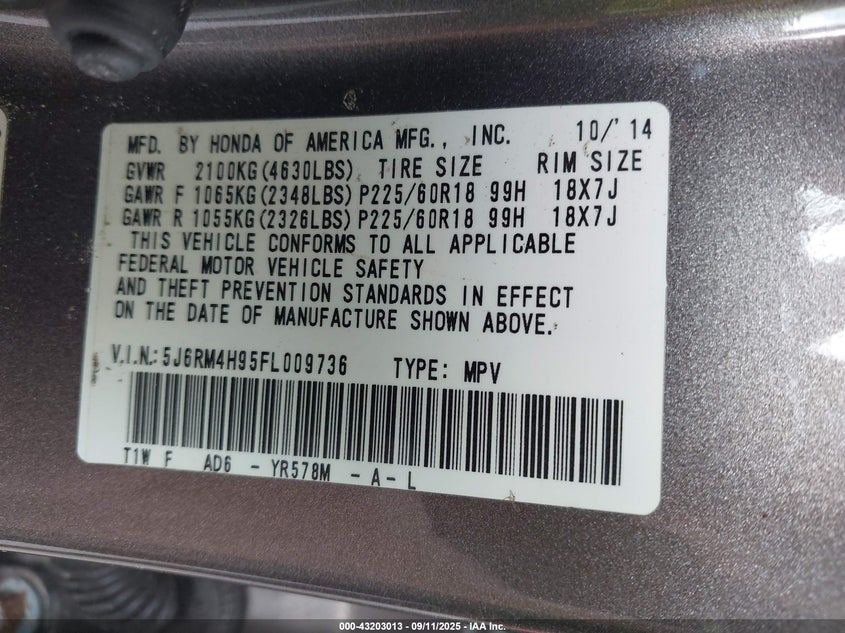 MFD. BY HONDA OF AMERICA MFG., INC. 10/'14
GVWR 2100KG(4630LBS) TIRE SIZE RIM SIZE
GAWR F 1065KG(2348LBS) P225/60R18 99H 18X7J
GAWR R 1055KG(2326LBS) P225/60R18 99H 18X7J
THIS VEHICLE CONFORMS TO ALL APPLICABLE
FEDERAL MOTOR VEHICLE SAFETY
AND THEFT PREVENTION STANDARDS IN EFFECT
ON THE DATE OF MANUFACTURE SHOWN ABOVE.
V.I.N.: 5J6RM4H95FL009736 TYPE: MPV
T1W F AD6 - YR578M - A - L
000-43203013 - 09/11/2025 - IAA Inc.